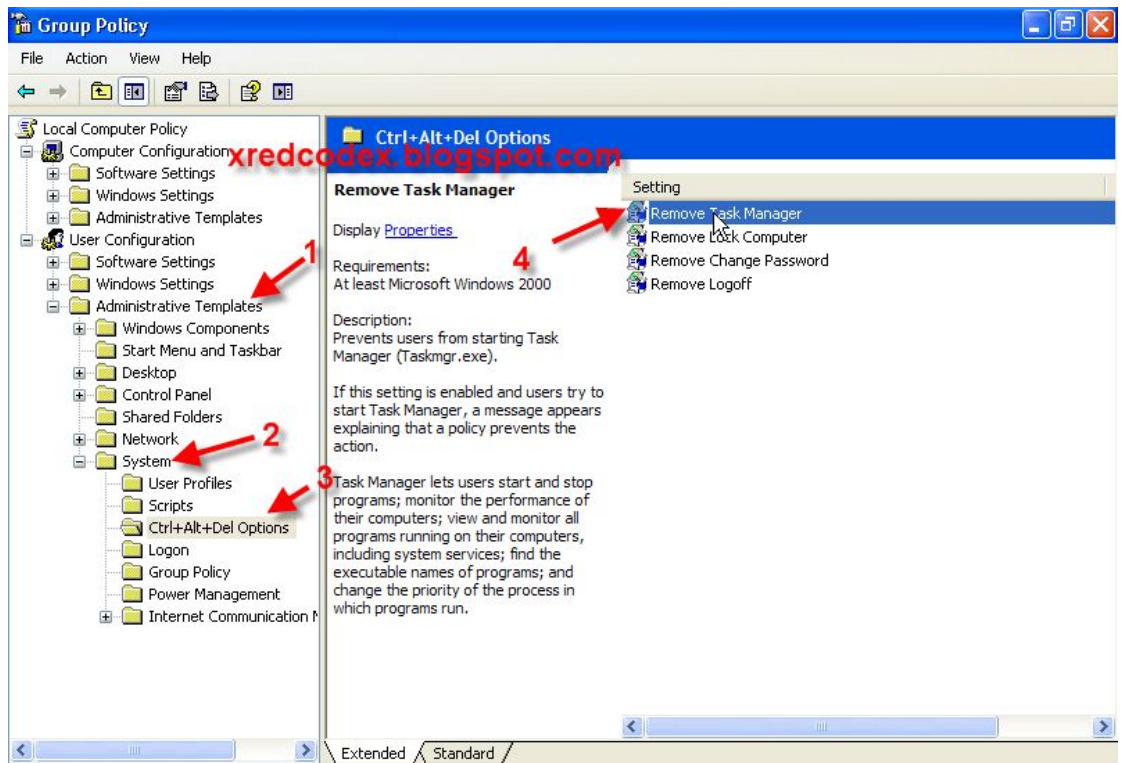 Group Policy
File Action View Help
Local Computer Policy
Computer Configuration
Software Settings
Windows Settings
Administrative Templates
User Configuration
Software Settings
Windows Settings
Administrative Templates
Windows Components
Start Menu and Taskbar
Desktop
Control Panel
Shared Folders
Network
System
User Profiles
Scripts
Ctrl+Alt+Del Options
Logon
Group Policy
Power Management
Internet Communication M
xredcodex.blogspot.com
1
2
3
4
Ctrl+Alt+Del Options
Remove Task Manager
Display Properties
Requirements:
At least Microsoft Windows 2000
Description:
Prevents users from starting Task
Manager (Taskmgr.exe).
If this setting is enabled and users try to
start Task Manager, a message appears
explaining that a policy prevents the
action.
Task Manager lets users start and stop
programs; monitor the performance of
their computers; view and monitor all
programs running on their computers,
including system services; find the
executable names of programs; and
change the priority of the process in
which programs run.
Setting
Remove Task Manager
Remove Lock Computer
Remove Change Password
Remove Logoff
Extended Standard